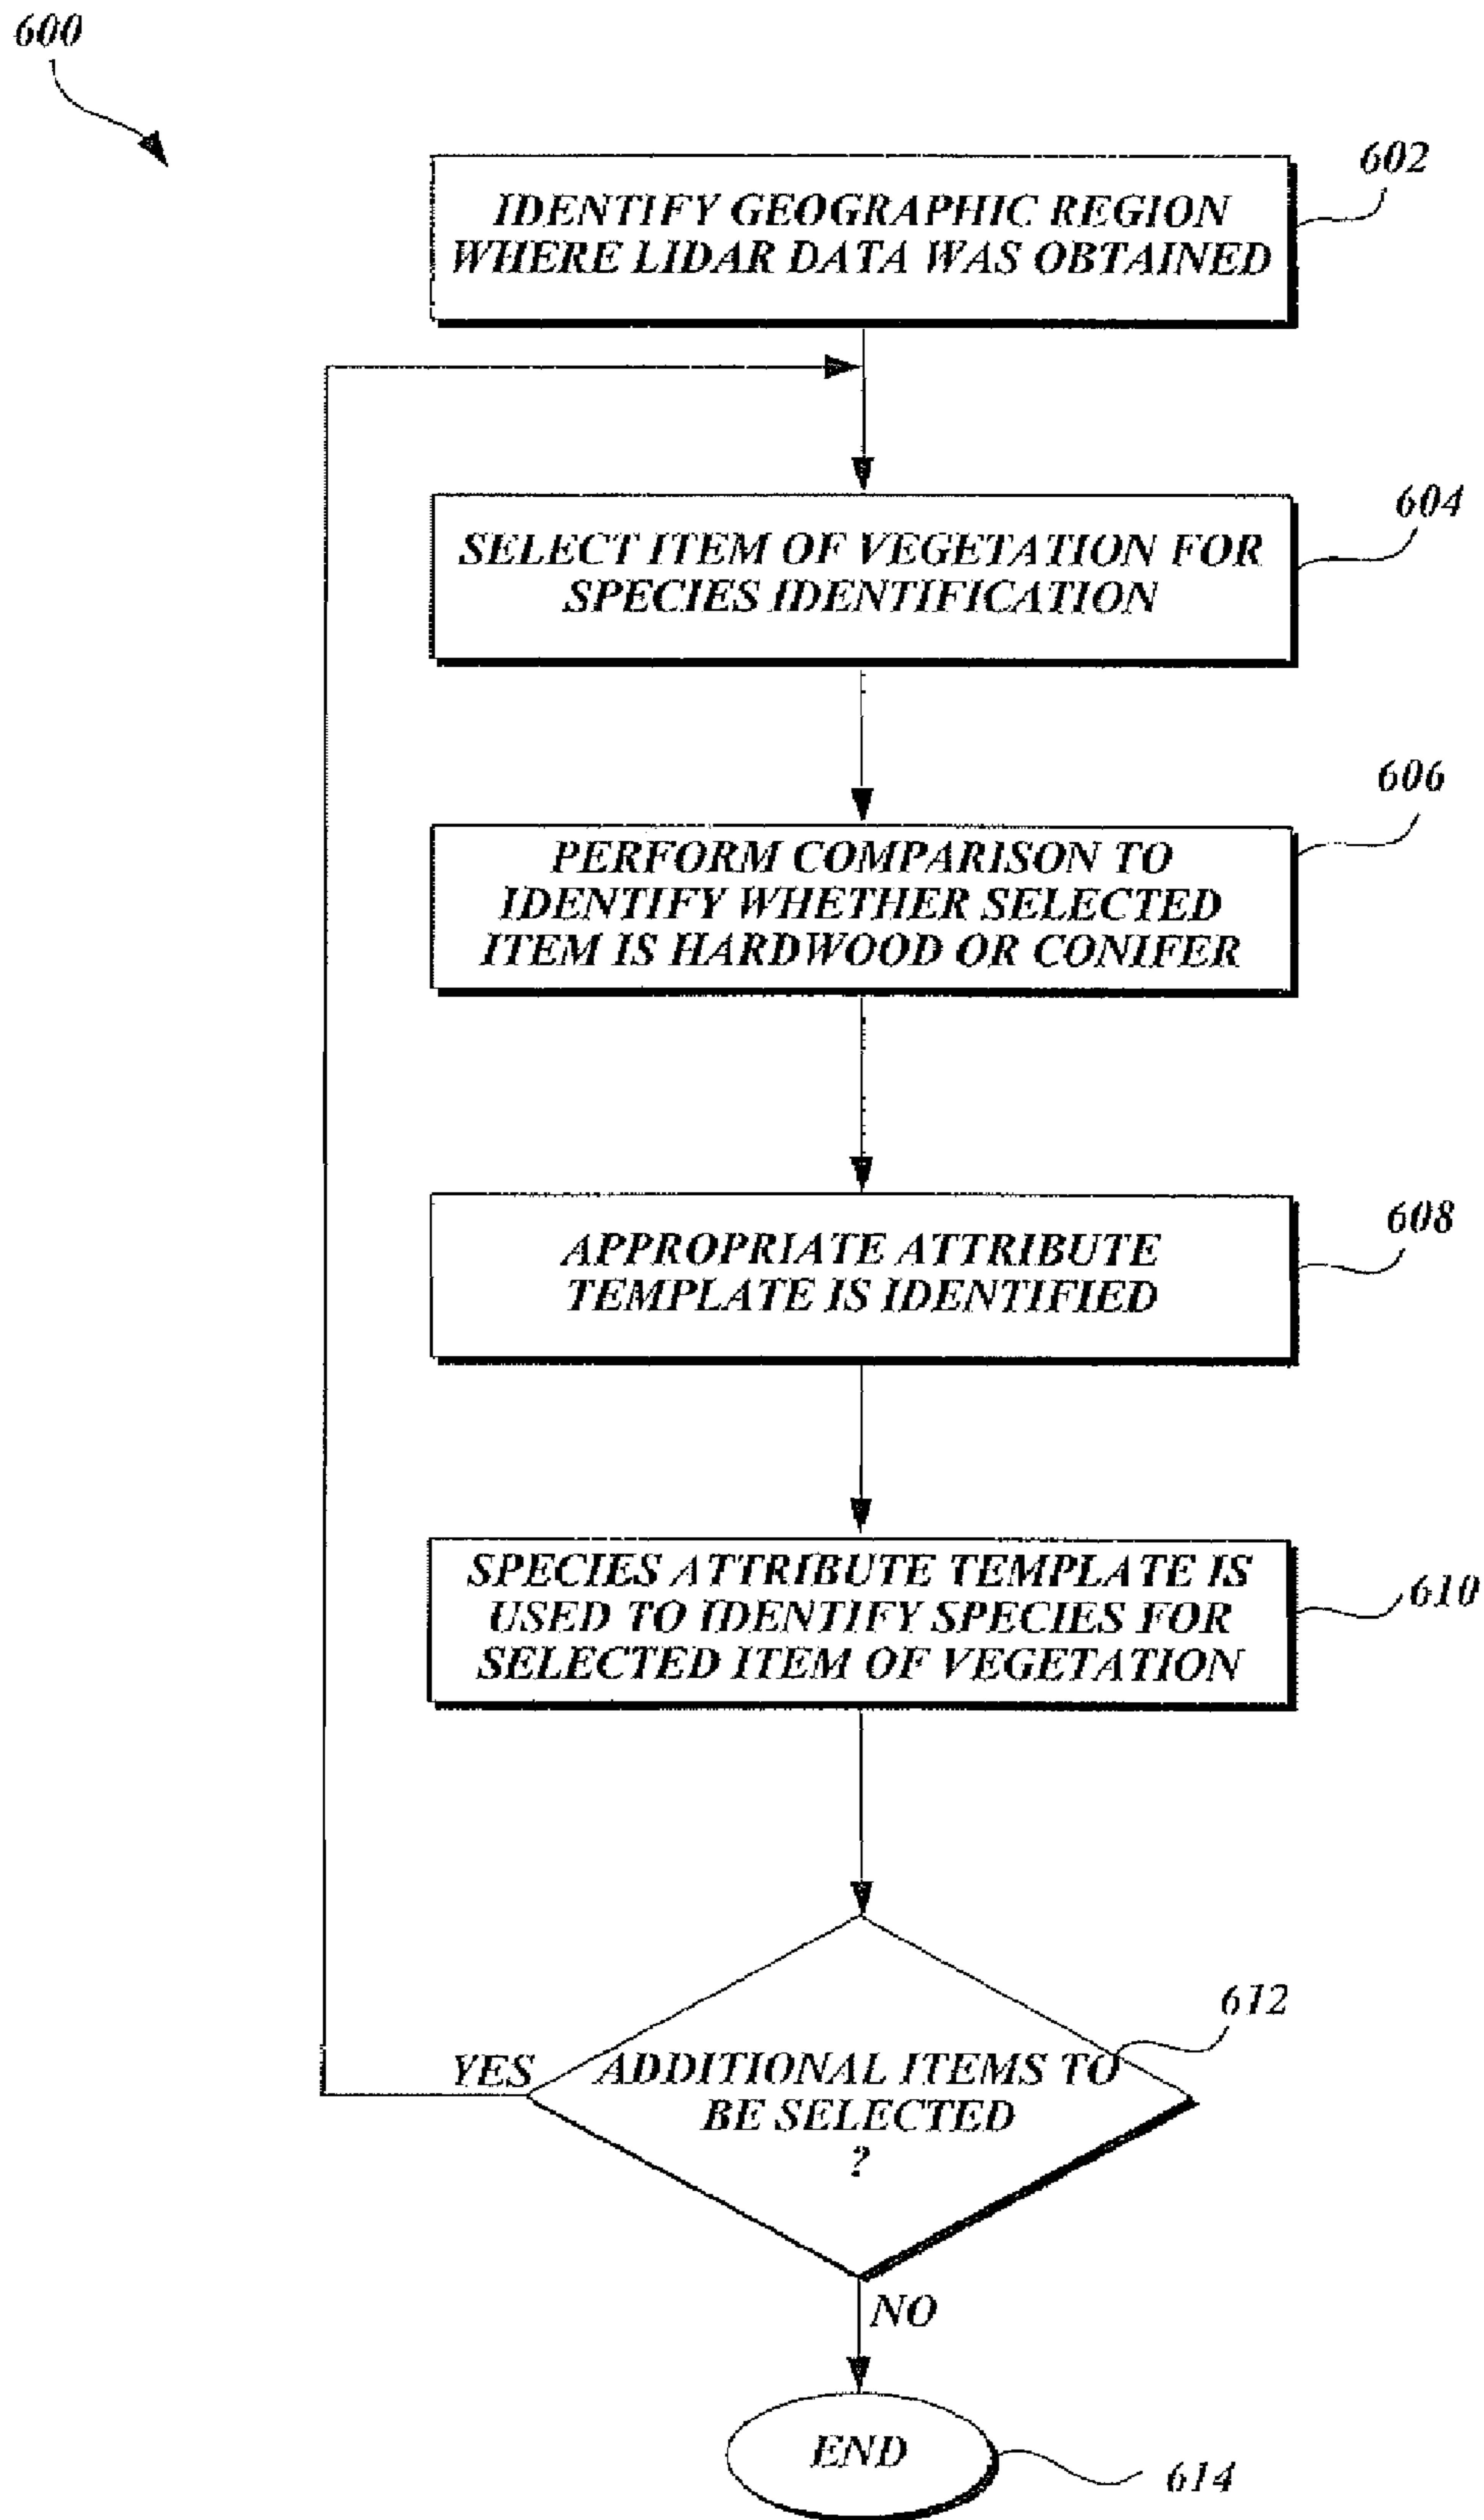 600
602
IDENTIFY GEOGRAPHIC REGION
WHERE LIDAR DATA WAS OBTAINED
604
SELECT ITEM OF VEGETATION FOR
SPECIES IDENTIFICATION
606
PERFORM COMPARISON TO
IDENTIFY WHETHER SELECTED
ITEM IS HARDWOOD OR CONIFER
608
APPROPRIATE ATTRIBUTE
TEMPLATE IS IDENTIFIED
610
SPECIES ATTRIBUTE TEMPLATE IS
USED TO IDENTIFY SPECIES FOR
SELECTED ITEM OF VEGETATION
612
YES
ADDITIONAL ITEMS TO
BE SELECTED
?
NO
END
614